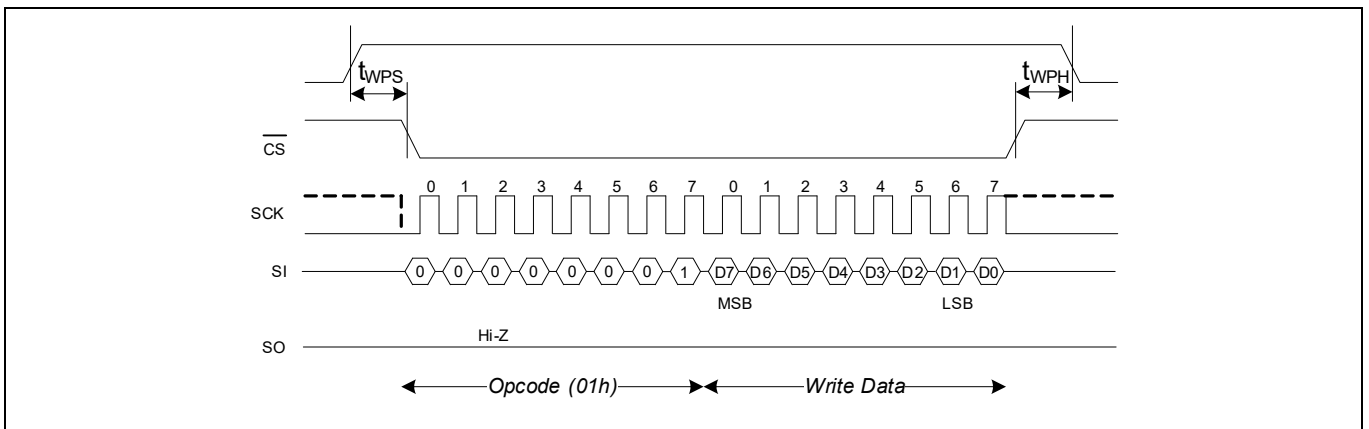 tWPS
tWPH
CS
0 1 2 3 4 5 6 7 0 1 2 3 4 5 6 7
SCK
SI 0 0 0 0 0 0 0 1 D7 D6 D5 D4 D3 D2 D1 D0
MSB LSB
Hi-Z
SO
Opcode (01h) Write Data